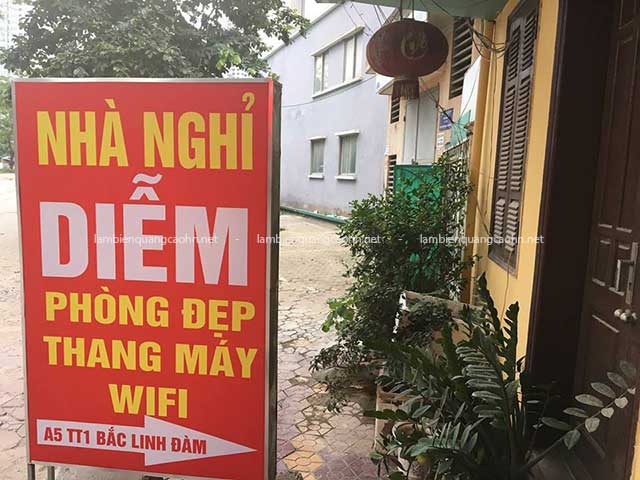 NHÀ NGHỈ
DIỄM
lambienquangcaohn.net - lambienquangcaohn.net - lambienquangcaohn.net
PHÒNG ĐẸP
THANG MÁY
WIFI
A5 TT1 BẮC LINH ĐÀM